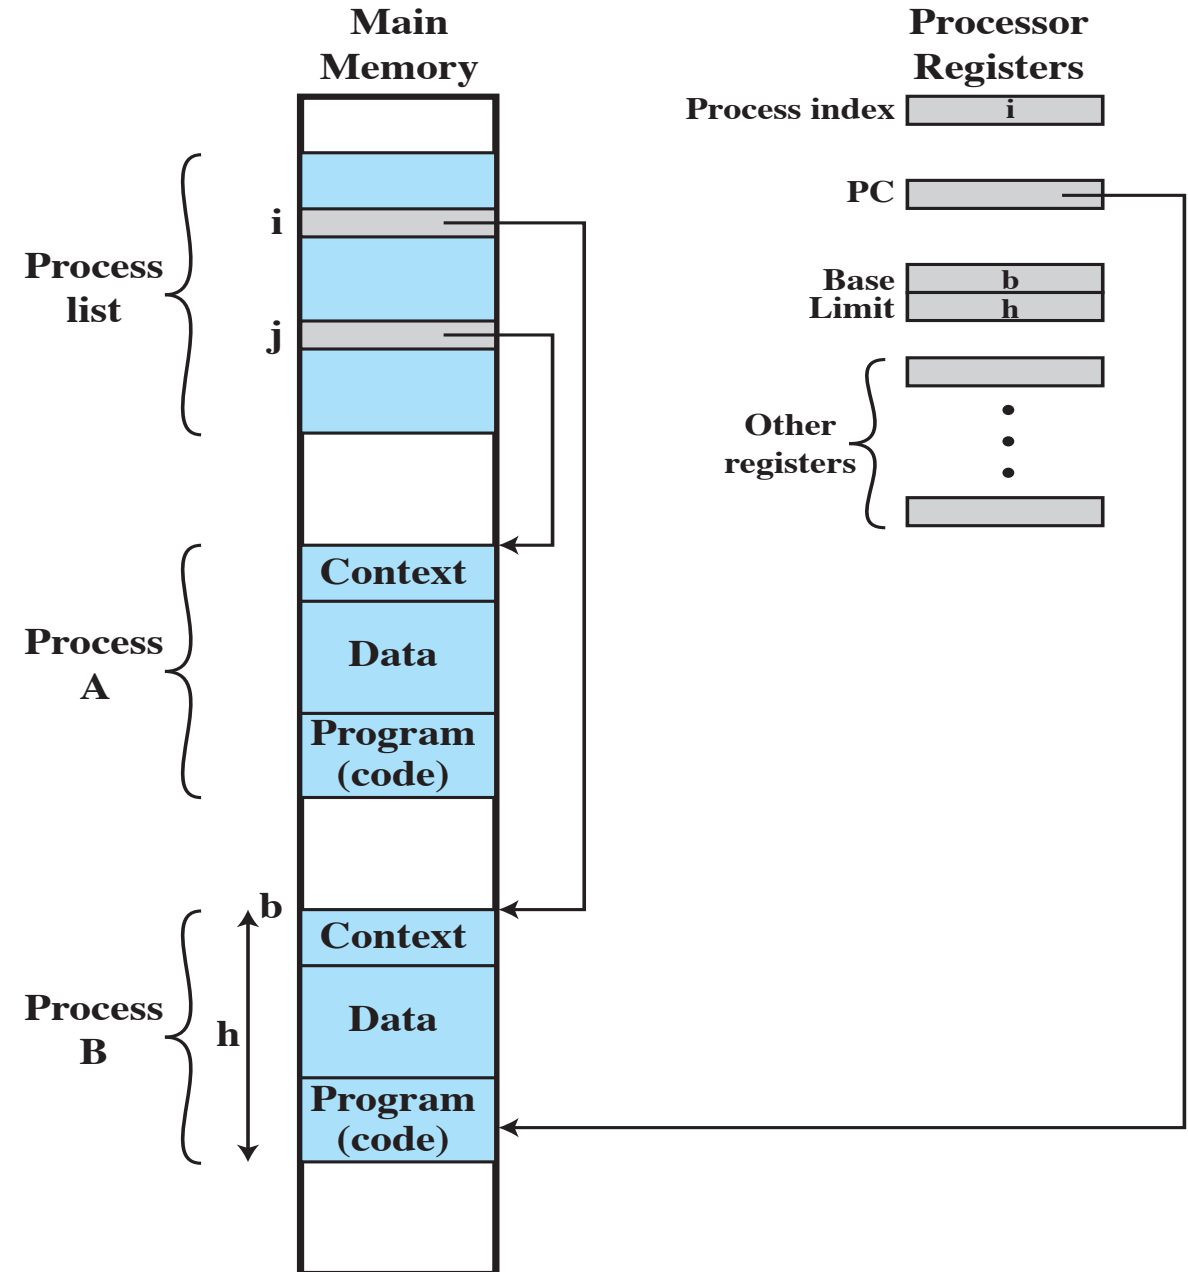 Main
Memory
Processor
Registers
Process index
i
PC
i
Process
list
Base
b
Limit
h
j
Other
registers
Context
Process
A
Data
Program
(code)
b
Context
Process
B
h
Data
Program
(code)